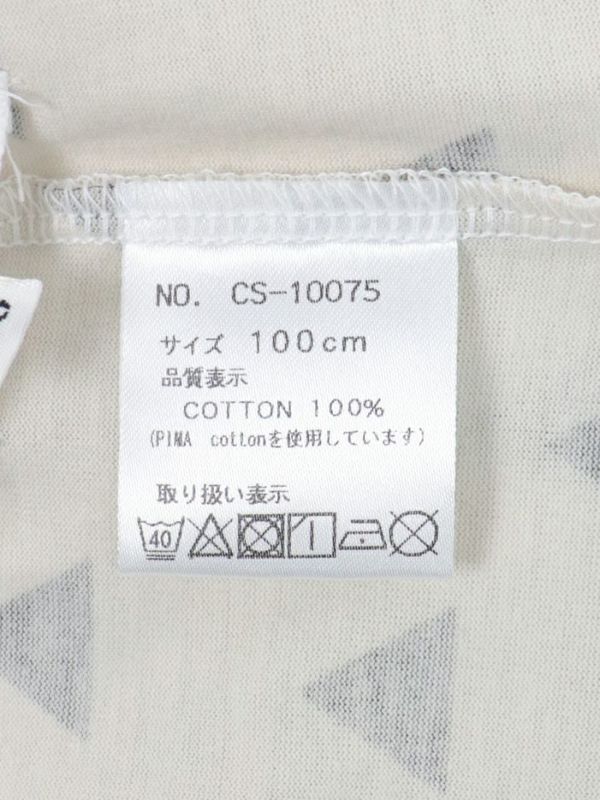 NO. CS-10075
サイズ 100cm
品質表示
COTTON 100%
(PIMA cottonを使用しています)
取り扱い表示
40